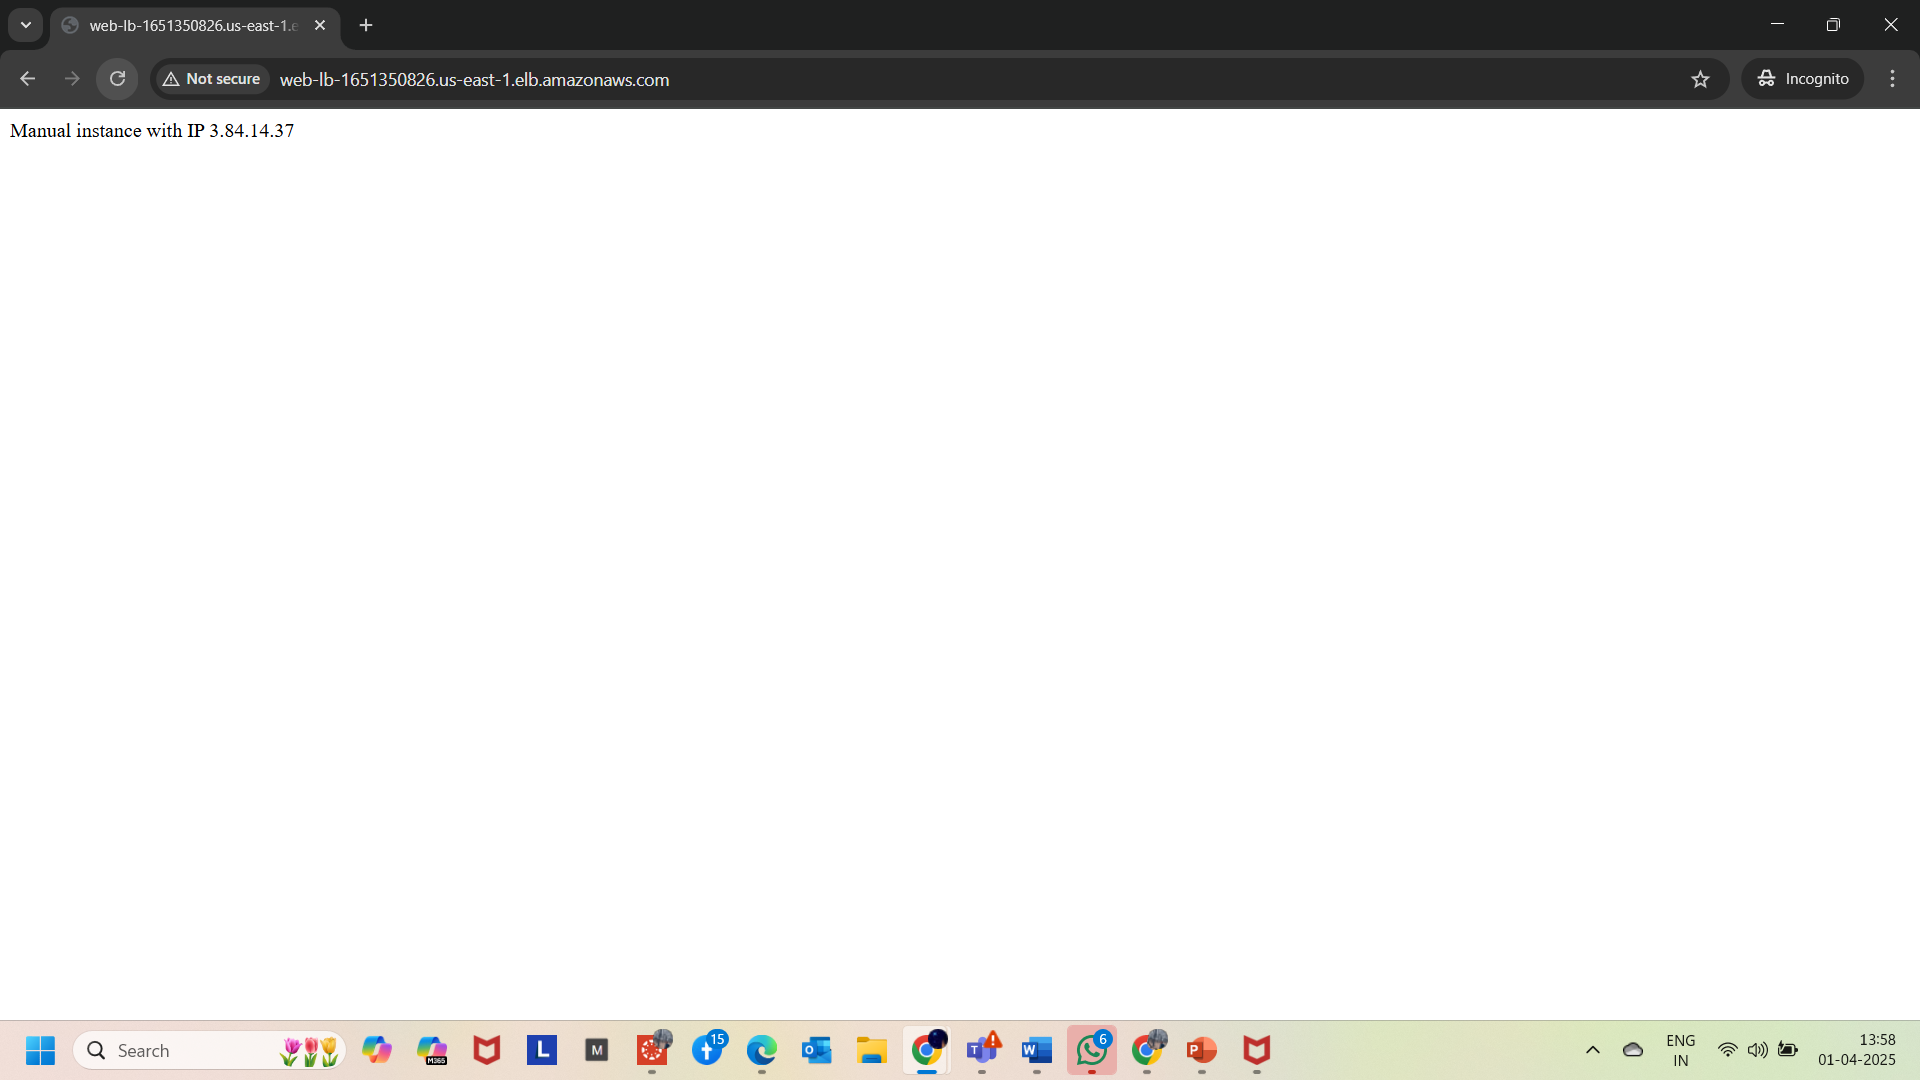 web-lb-1651350826.us-east-1.e
Not secure
web-lb-1651350826.us-east-1.elb.amazonaws.com
Incognito
Manual instance with IP 3.84.14.37
Search
M365
L
M
15
O
T
W
6
P
ENG
IN
13:58
01-04-2025